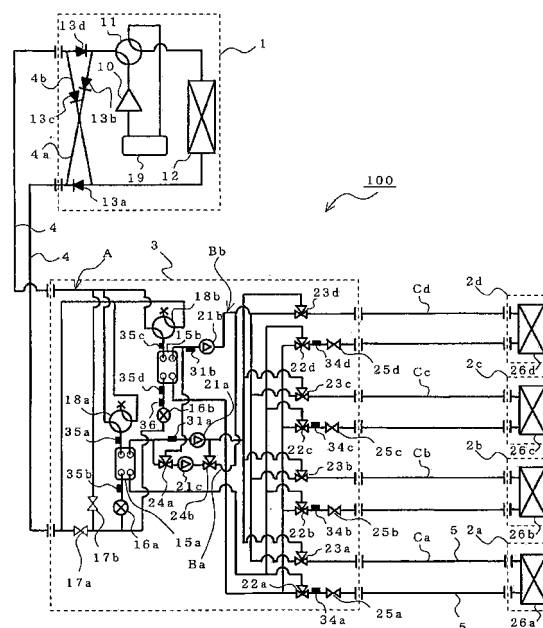 13d
11
1
10
4b
13c
13b
4a
12
19
13a
100
4
4
A
3
Bb
18b
35c
15b
21b
23d
Cd
2d
31b
22d
34d
25d
26d
35d
21a
23c
Cc
2c
18a
36
16b
31a
35a
22c
34c
25c
26c
23b
Cb
2b
35b
24a
21c
24b
22b
34b
25b
26b
17b
16a
15a
Ba
23a
Ca
5
2a
17a
22a
34a
25a
5
26a